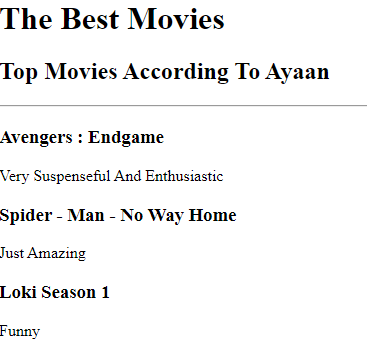 The Best Movies
Top Movies According To Ayaan
Avengers : Endgame
Very Suspenseful And Enthusiastic
Spider - Man - No Way Home
Just Amazing
Loki Season 1
Funny